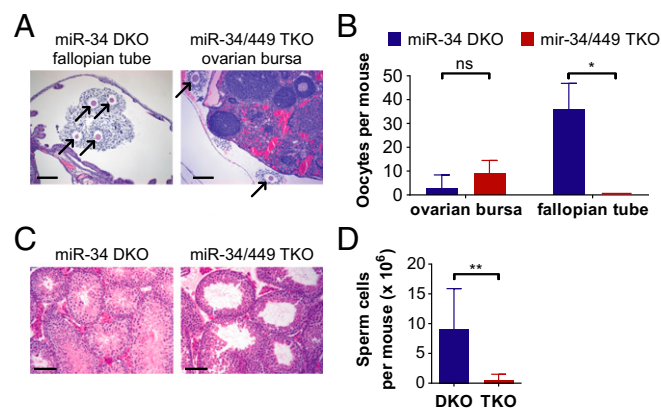 A
miR-34 DKO
fallopian tube
miR-34/449 TKO
ovarian bursa
B
miR-34 DKO
mir-34/449 TKO
Oocytes per mouse
50
40
30
20
10
0
ns
*
ovarian bursa
fallopian tube
C
miR-34 DKO
miR-34/449 TKO
D
Sperm cells
per mouse (x 10⁶)
20
15
10
5
0
**
DKO
TKO